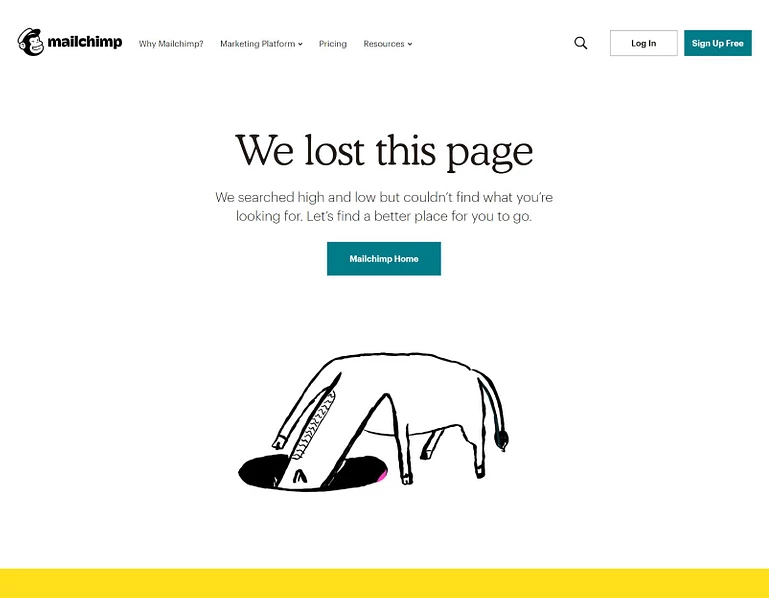 mailchimp
Why Mailchimp?
Marketing Platform
Pricing
Resources
Log In
Sign Up Free
We lost this page
We searched high and low but couldn't find what you're
looking for. Let's find a better place for you to go.
Mailchimp Home